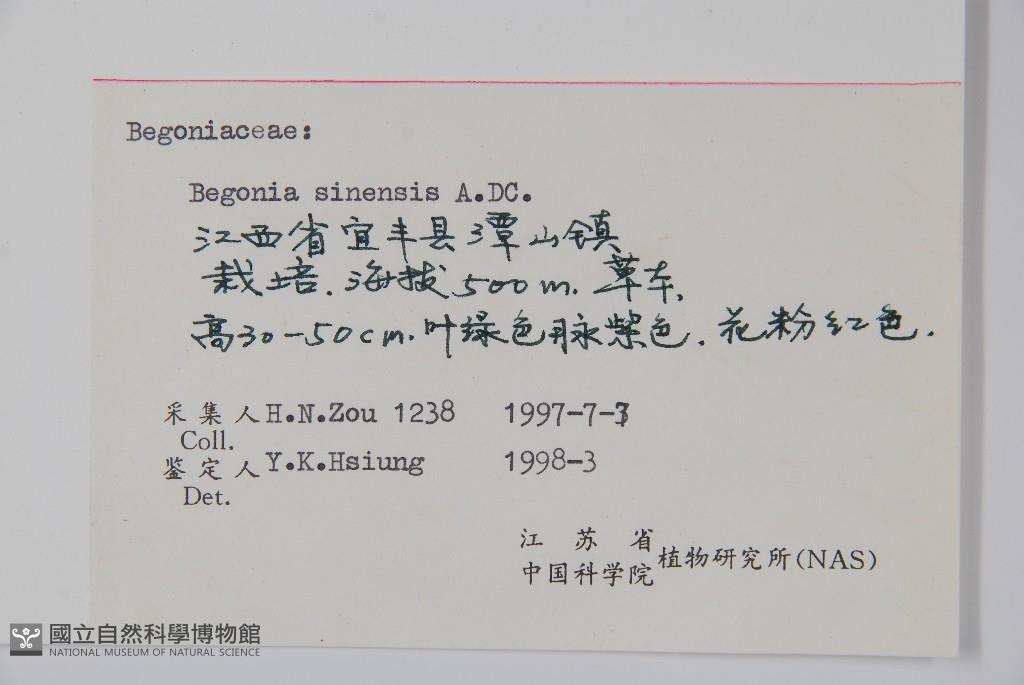 Begoniaceae:
Begonia sinensis A.DC.
江西省宜丰县潭山镇
栽培.海拔500m.草本,
高30-50cm.叶绿色脉紫色.花粉红色.
采集人 H.N.Zou 1238 1997-7-
Coll.
鉴定人 Y.K.Hsiung 1998-3
Det.
江苏省
中国科学院 植物研究所(NAS)
國立自然科學博物館
NATIONAL MUSEUM OF NATURAL SCIENCE